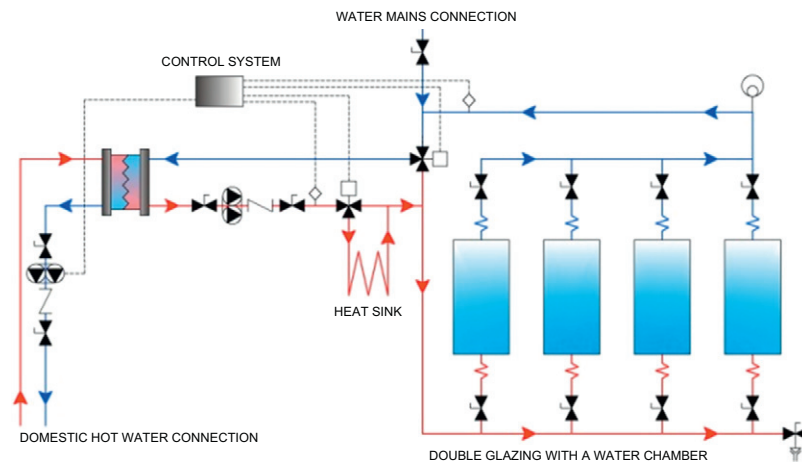 WATER MAINS CONNECTION
CONTROL SYSTEM
HEAT SINK
DOMESTIC HOT WATER CONNECTION
DOUBLE GLAZING WITH A WATER CHAMBER